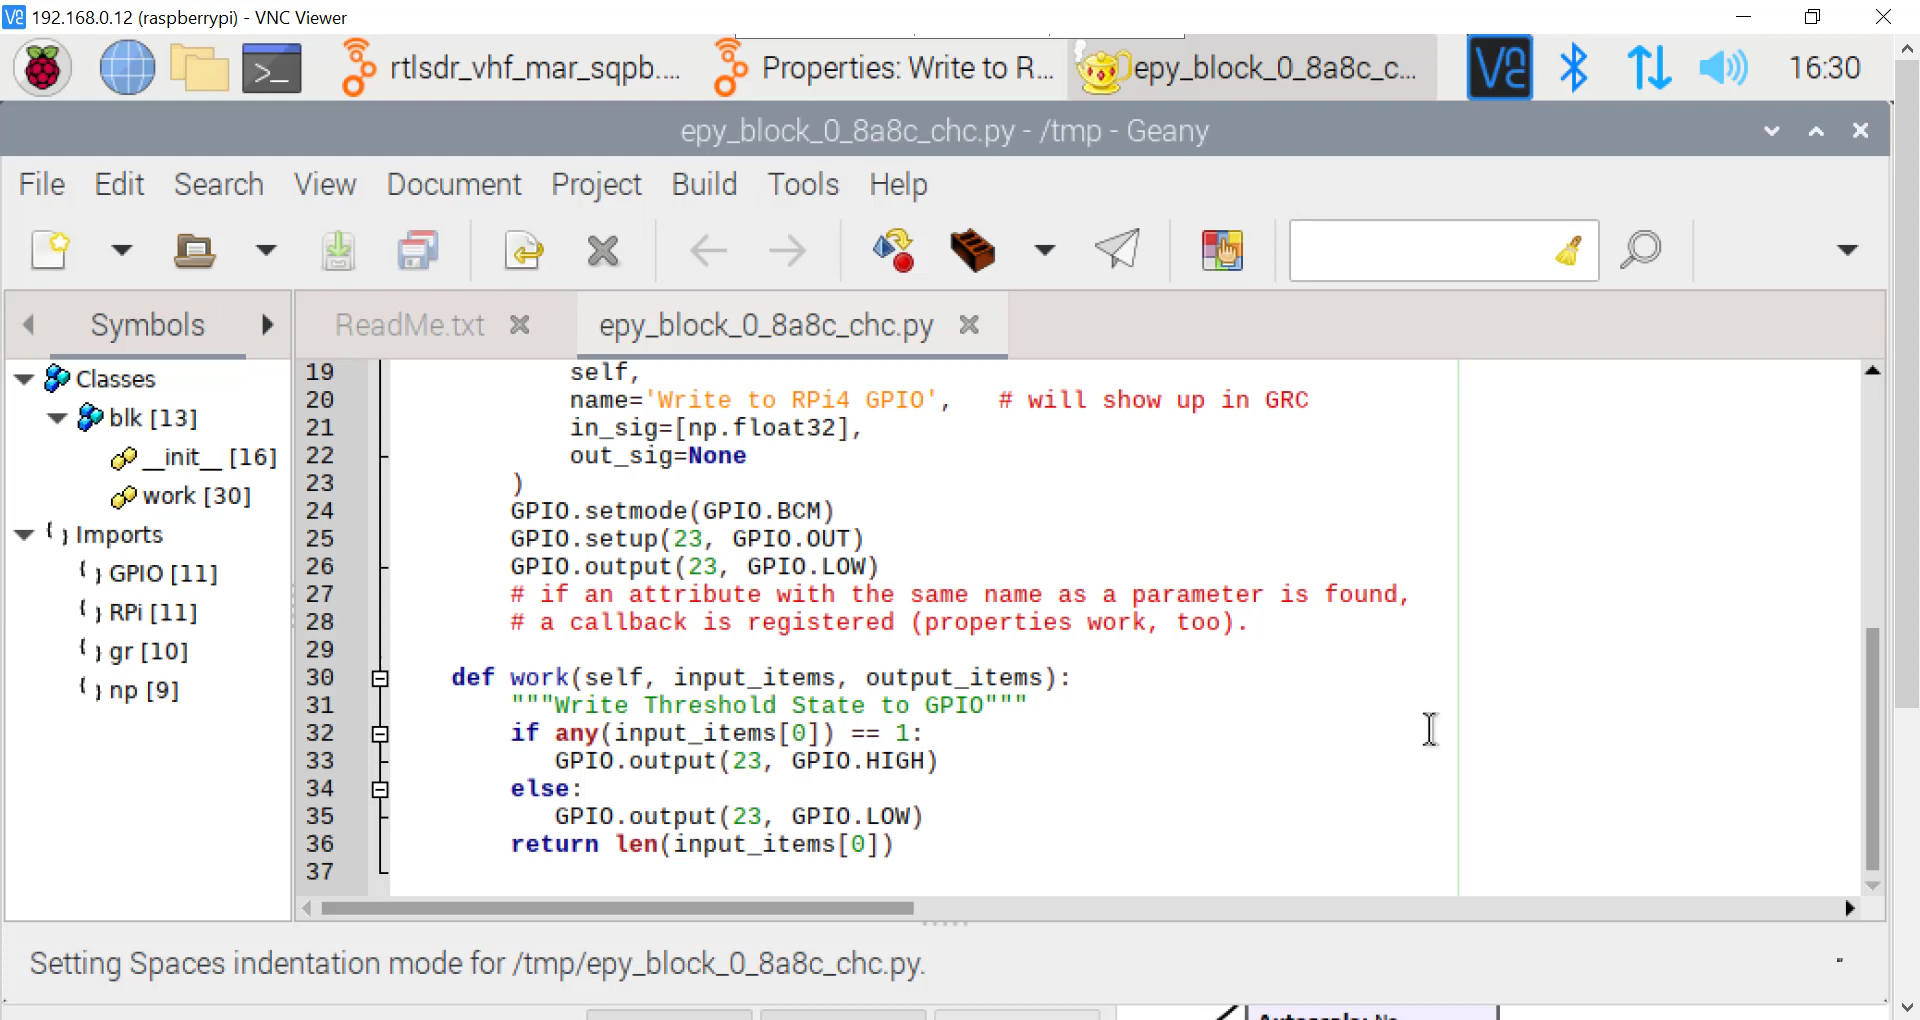 192.168.0.12 (raspberrypi) - VNC Viewer
rtlsdr_vhf_mar_sqpb.... Properties: Write to R... epy_block_0_8a8c_c... 16:30
epy_block_0_8a8c_chc.py - /tmp - Geany
File Edit Search View Document Project Build Tools Help
Symbols ReadMe.txt epy_block_0_8a8c_chc.py
Classes
blk [13]
__init__ [16]
work [30]
Imports
GPIO [11]
RPi [11]
gr [10]
np [9]
19 self,
20 name='Write to RPi4 GPIO', # will show up in GRC
21 in_sig=[np.float32],
22 out_sig=None
23 )
24 GPIO.setmode(GPIO.BCM)
25 GPIO.setup(23, GPIO.OUT)
26 GPIO.output(23, GPIO.LOW)
27 # if an attribute with the same name as a parameter is found,
28 # a callback is registered (properties work, too).
29
30 def work(self, input_items, output_items):
31 """Write Threshold State to GPIO"""
32 if any(input_items[0]) == 1:
33 GPIO.output(23, GPIO.HIGH)
34 else:
35 GPIO.output(23, GPIO.LOW)
36 return len(input_items[0])
37
Setting Spaces indentation mode for /tmp/epy_block_0_8a8c_chc.py.